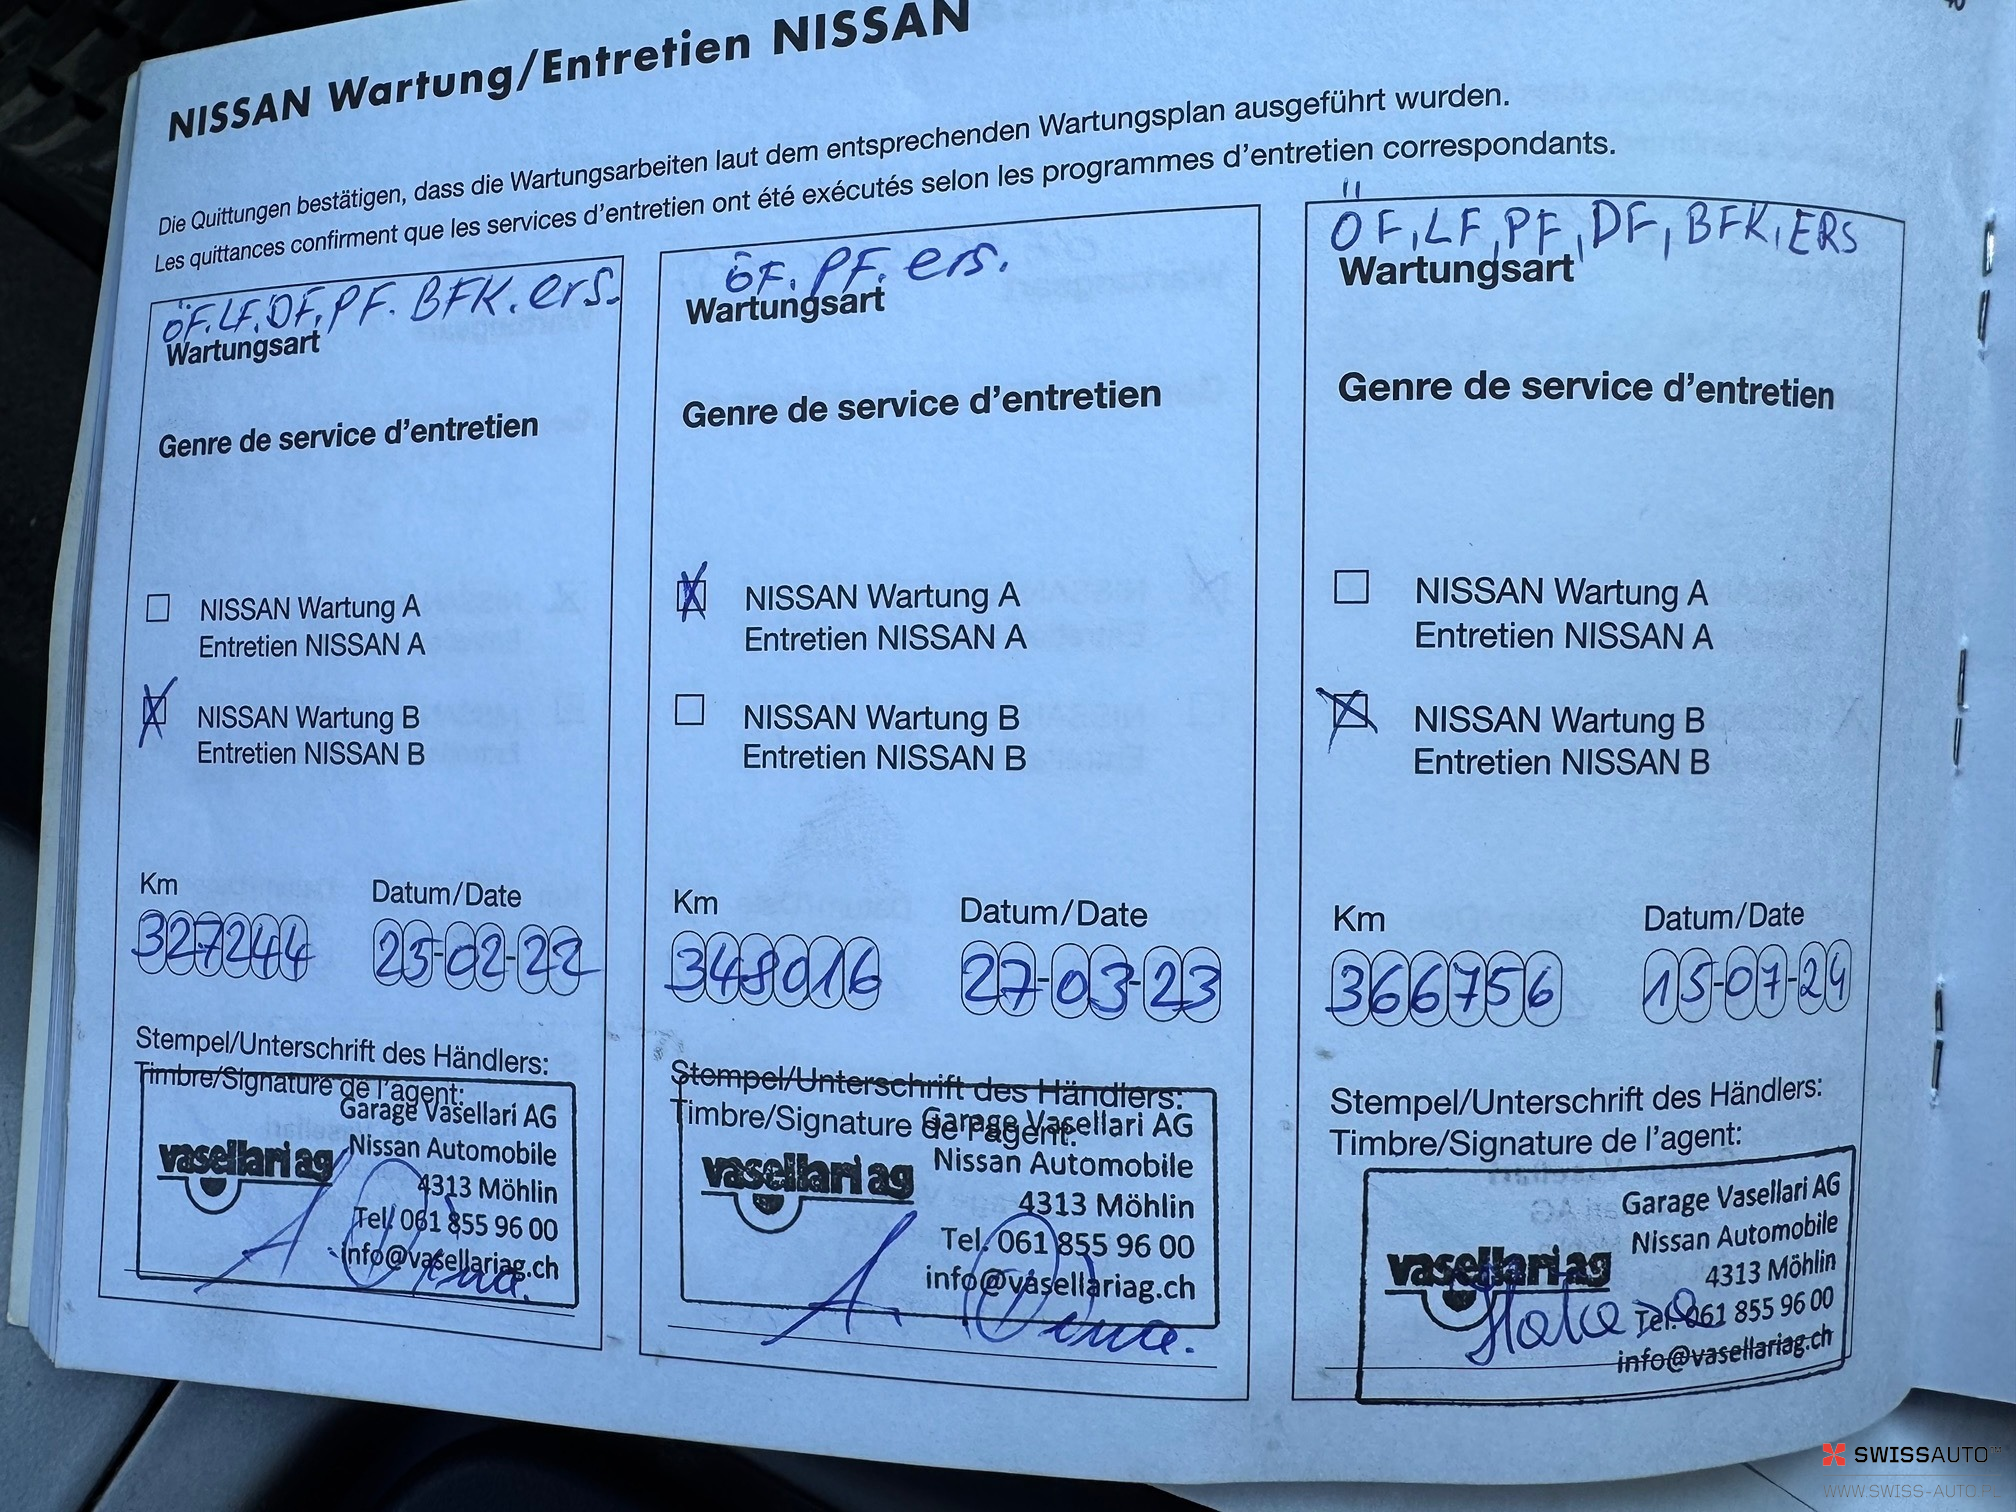 NISSAN Wartung/Entretien NISSAN
Die Quittungen bestätigen, dass die Wartungsarbeiten laut dem entsprechenden Wartungsplan ausgeführt wurden.
Les quittances confirment que les services d'entretien ont été exécutés selon les programmes d'entretien correspondants.
ÖF. LF. DF. PF. BFK. ers.
Wartungsart
Genre de service d'entretien
NISSAN Wartung A
Entretien NISSAN A
X NISSAN Wartung B
Entretien NISSAN B
Km Datum/Date
327244 23-02-22
Stempel/Unterschrift des Händlers:
Timbre/Signature de l'agent:
Garage Vasellari AG
vasellari ag Nissan Automobile
4313 Möhlin
Tel. 061 855 96 00
info@vasellariag.ch
ÖF. PF. ers.
Wartungsart
Genre de service d'entretien
X NISSAN Wartung A
Entretien NISSAN A
NISSAN Wartung B
Entretien NISSAN B
Km Datum/Date
348016 27-03-23
Stempel/Unterschrift des Händlers:
Timbre/Signature de l'agent:
Garage Vasellari AG
vasellari ag Nissan Automobile
4313 Möhlin
Tel. 061 855 96 00
info@vasellariag.ch
ÖF, LF, PF, DF, BFK, ERS
Wartungsart
Genre de service d'entretien
NISSAN Wartung A
Entretien NISSAN A
X NISSAN Wartung B
Entretien NISSAN B
Km Datum/Date
366756 15-07-24
Stempel/Unterschrift des Händlers:
Timbre/Signature de l'agent:
Garage Vasellari AG
Nissan Automobile
vasellari ag 4313 Möhlin
Tel. 061 855 96 00
info@vasellariag.ch
SWISSAUTO
WWW.SWISS-AUTO.PL